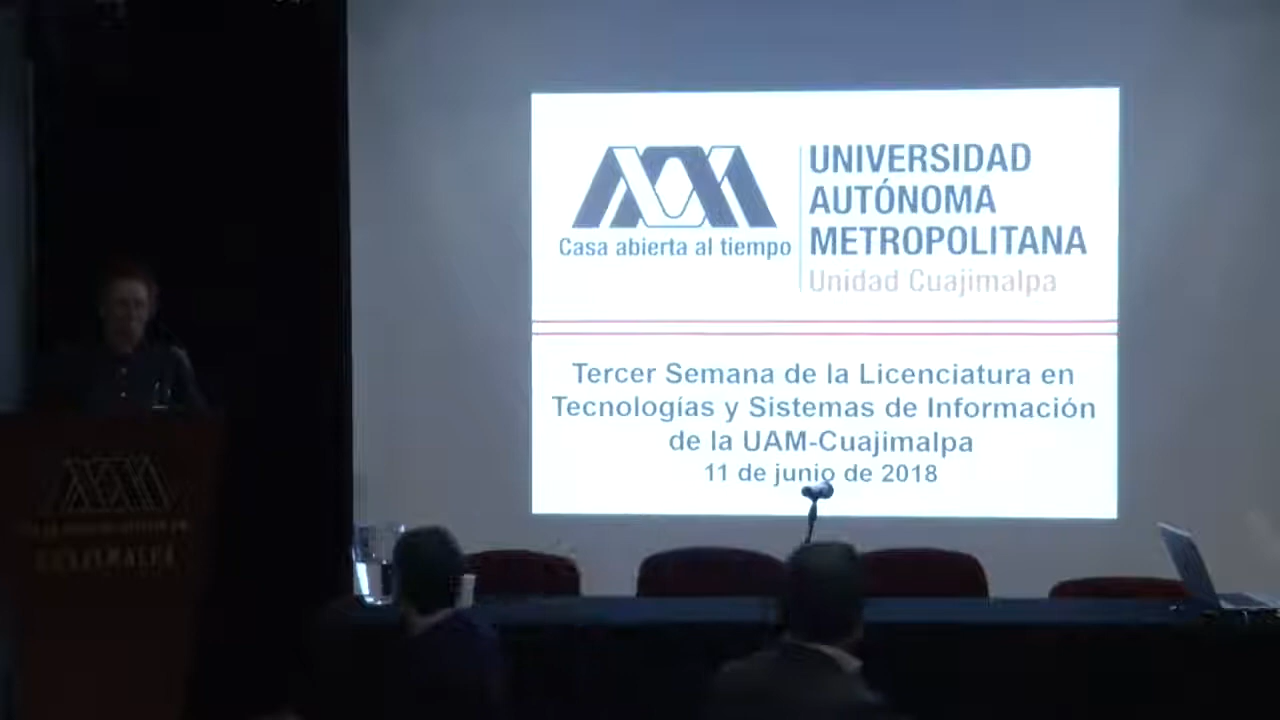 UNIVERSIDAD
AUTÓNOMA
METROPOLITANA
Casa abierta al tiempo
Unidad Cuajimalpa
Tercer Semana de la Licenciatura en
Tecnologías y Sistemas de Información
de la UAM-Cuajimalpa
11 de junio de 2018
CUAJIMALPA